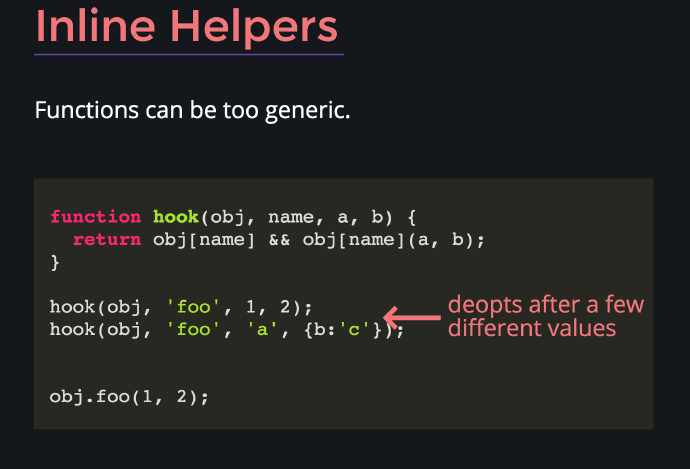 Inline Helpers
Functions can be too generic.
function hook(obj, name, a, b) {
  return obj[name] && obj[name](a, b);
}
hook(obj, 'foo', 1, 2);
hook(obj, 'foo', 'a', {b:'c'});
deopts after a few
different values
obj.foo(1, 2);